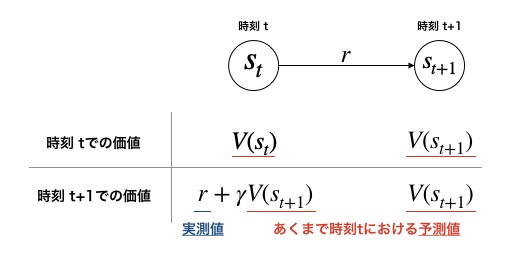 時刻 t 時刻 t+1
s_t r s_{t+1}
時刻 tでの価値 V(s_t) V(s_{t+1})
時刻 t+1での価値 r + γV(s_{t+1}) V(s_{t+1})
実測値 あくまで時刻tにおける予測値